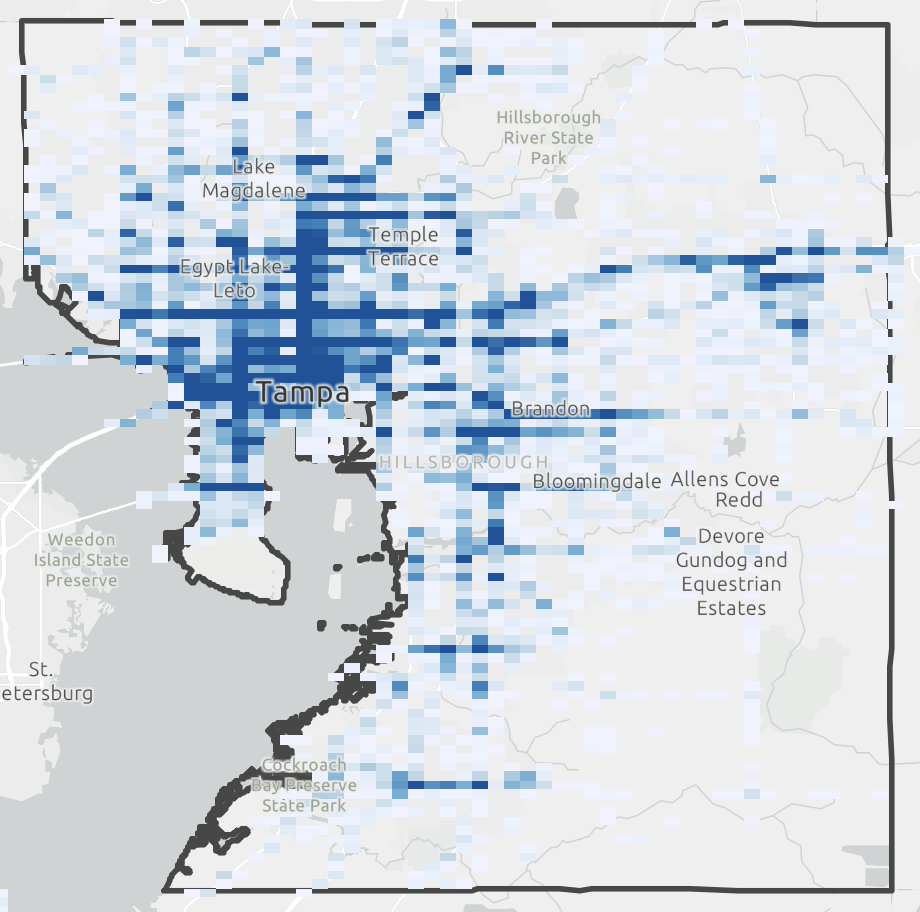 Hillsborough
River State
Park
Lake
Magdalene
Temple
Terrace
Egypt Lake-
Leto
Tampa
Brandon
HILLSBOROUGH
Bloomingdale
Allens Cove
Redd
Weedon
Island State
Preserve
Devore
Gundog and
Equestrian
Estates
St.
etersburg
Cockroach
Bay Preserve
State Park